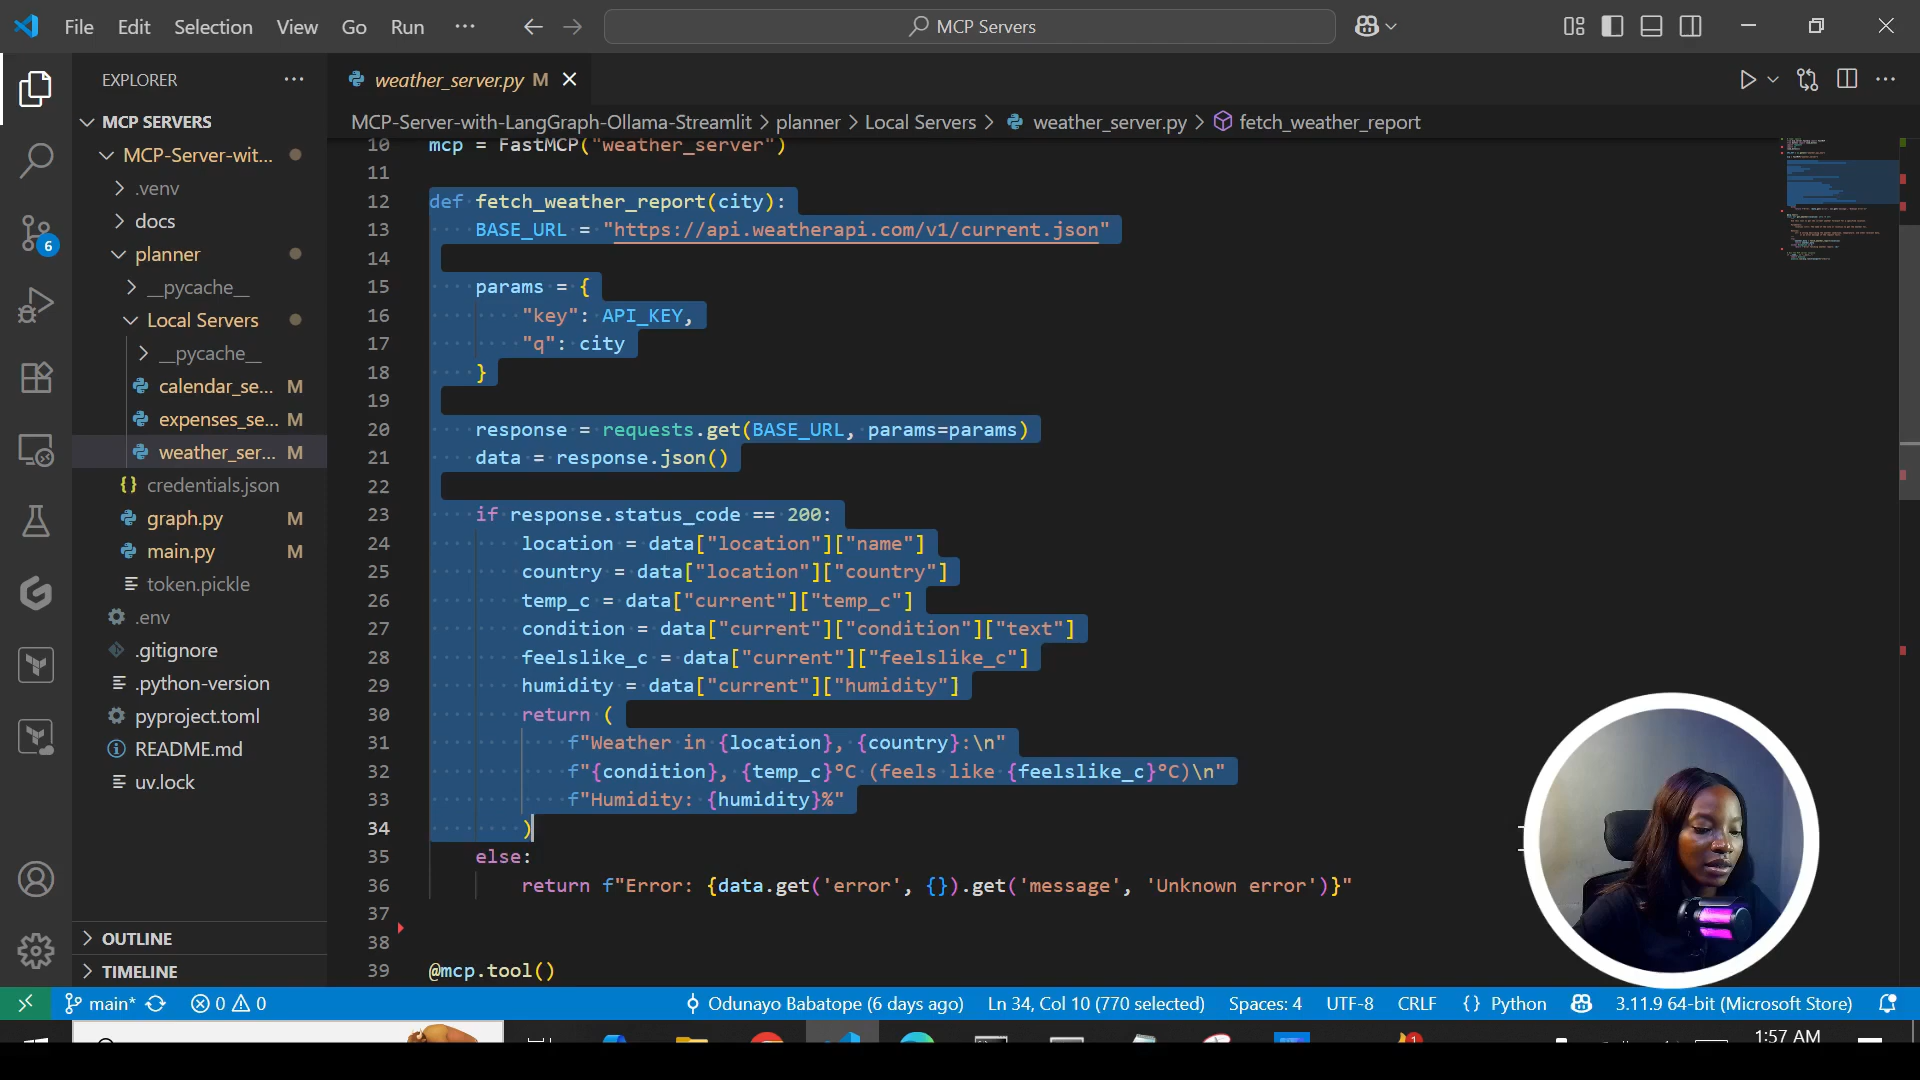 File Edit Selection View Go Run ··· MCP Servers
EXPLORER ···
MCP SERVERS
MCP-Server-wit...
.venv
docs
planner
__pycache__
Local Servers
__pycache__
calendar_se... M
expenses_se... M
weather_ser... M
credentials.json
graph.py M
main.py M
token.pickle
.env
.gitignore
.python-version
pyproject.toml
README.md
uv.lock
OUTLINE
TIMELINE
6
weather_server.py M
MCP-Server-with-LangGraph-Ollama-Streamlit > planner > Local Servers > weather_server.py > fetch_weather_report
10 mcp = FastMCP("weather_server")
11
12 def fetch_weather_report(city):
13 BASE_URL = "https://api.weatherapi.com/v1/current.json"
14
15 params = {
16 "key": API_KEY,
17 "q": city
18 }
19
20 response = requests.get(BASE_URL, params=params)
21 data = response.json()
22
23 if response.status_code == 200:
24 location = data["location"]["name"]
25 country = data["location"]["country"]
26 temp_c = data["current"]["temp_c"]
27 condition = data["current"]["condition"]["text"]
28 feelslike_c = data["current"]["feelslike_c"]
29 humidity = data["current"]["humidity"]
30 return (
31 f"Weather in {location}, {country}:\n"
32 f"{condition}, {temp_c}°C (feels like {feelslike_c}°C)\n"
33 f"Humidity: {humidity}%"
34 )
35 else:
36 return f"Error: {data.get('error', {}).get('message', 'Unknown error')}"
37
38
39 @mcp.tool()
main* 0 0 Odunayo Babatope (6 days ago) Ln 34, Col 10 (770 selected) Spaces: 4 UTF-8 CRLF {} Python 3.11.9 64-bit (Microsoft Store)
1
1:57 AM